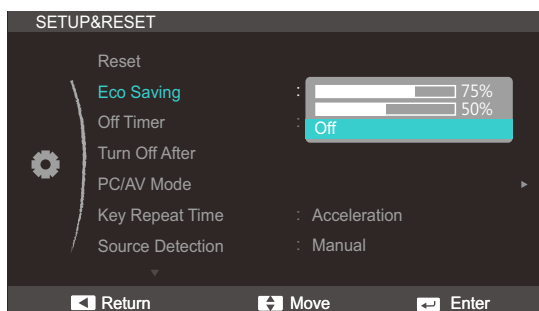 SETUP&RESET
Reset
Eco Saving : 75%
50%
Off Timer : Off
Turn Off After
PC/AV Mode
Key Repeat Time : Acceleration
Source Detection : Manual
Return Move Enter